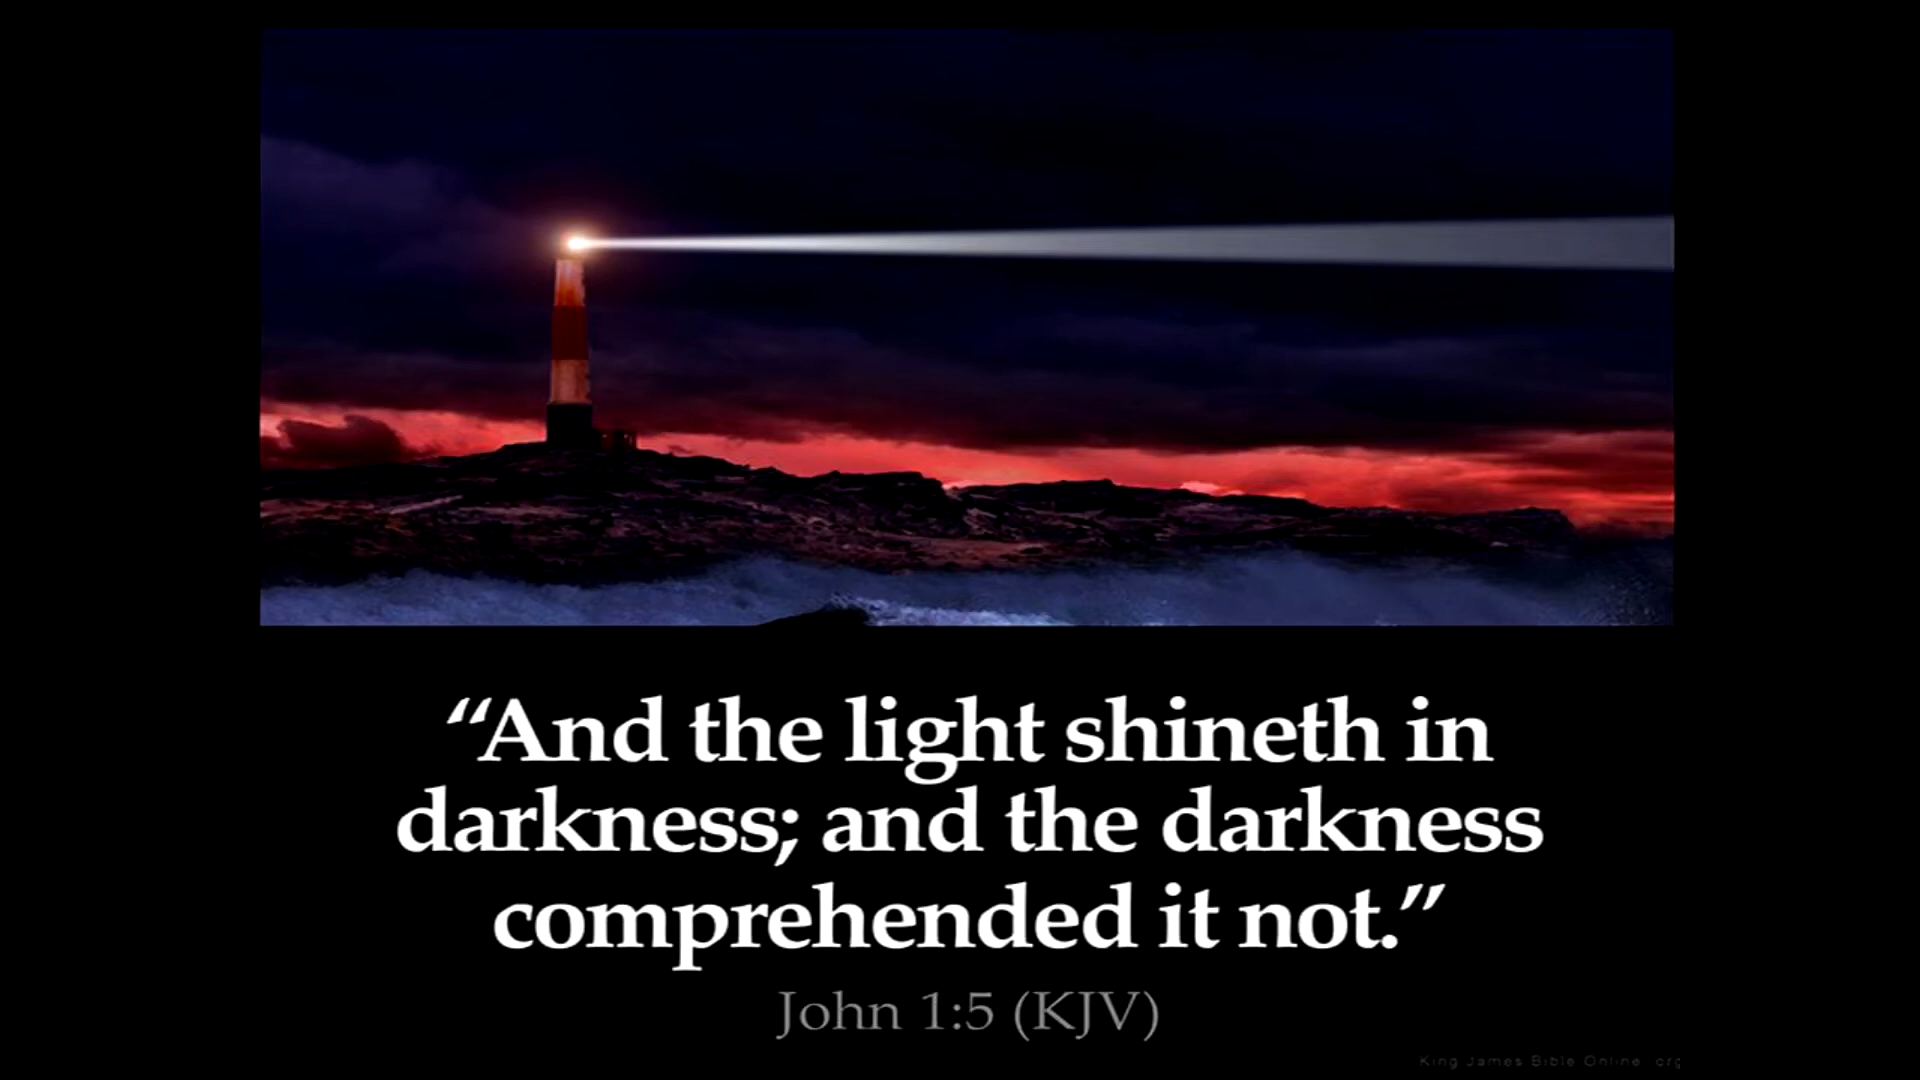 “And the light shineth in
darkness; and the darkness
comprehended it not.”
John 1:5 (KJV)
King James Bible Online .org